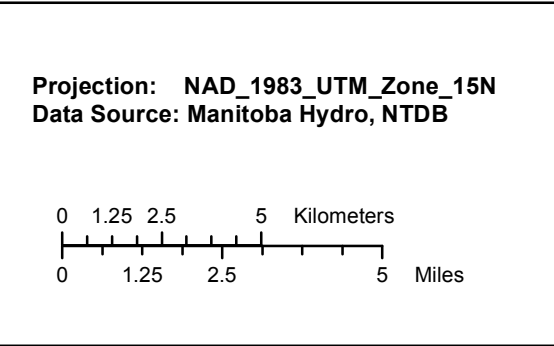 Projection: NAD_1983_UTM_Zone_15N
Data Source: Manitoba Hydro, NTDB
0 1.25 2.5 5 Kilometers
0 1.25 2.5 5 Miles